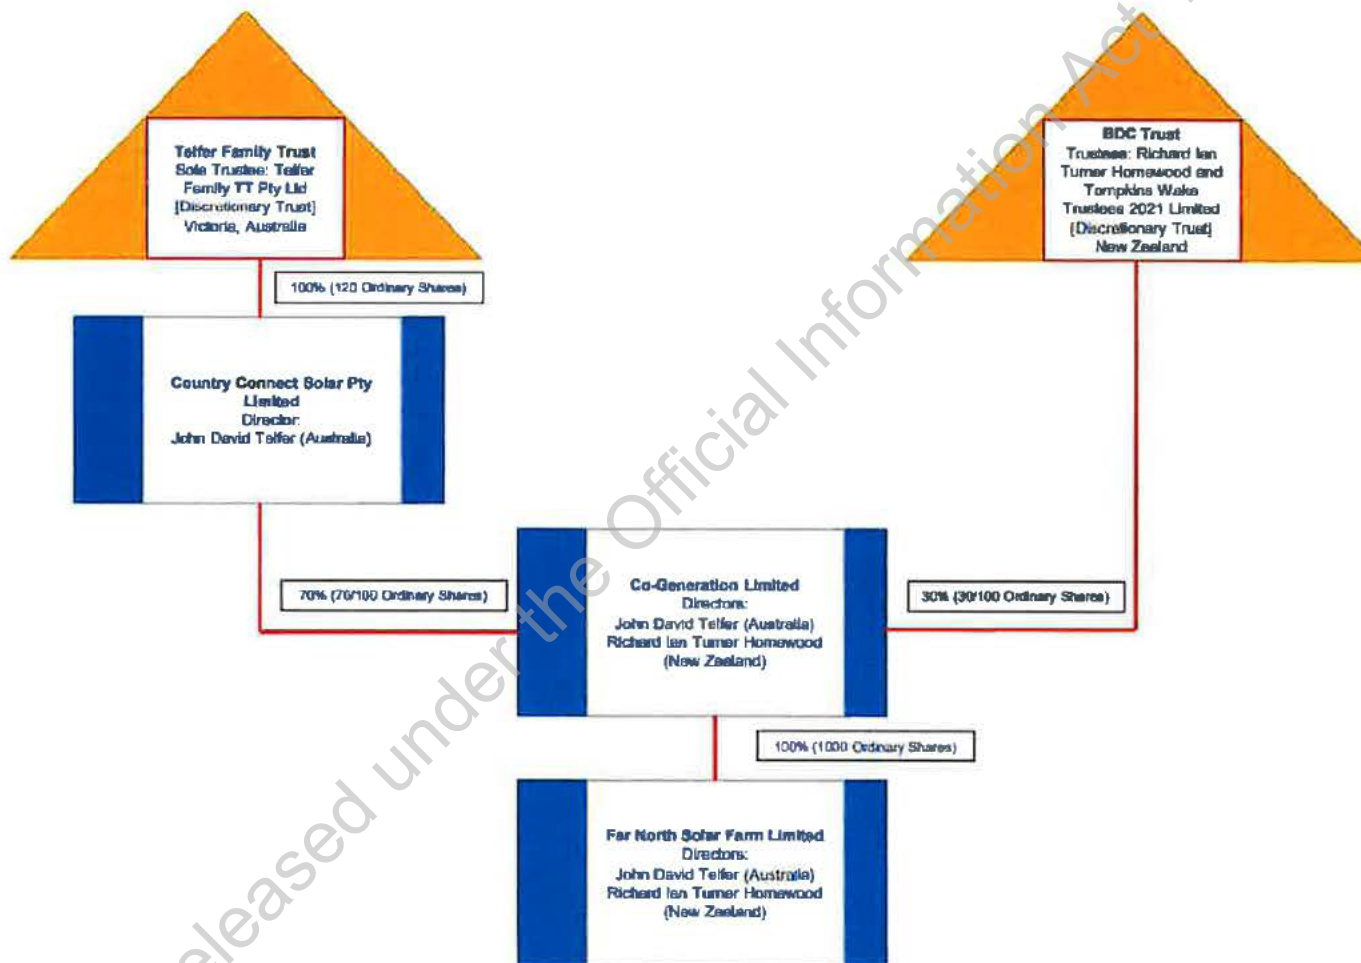 Telfer Family Trust
Sole Trustee: Telfer
Family TT Pty Ltd
[Discretionary Trust]
Victoria, Australia
BDC Trust
Trustees: Richard Ian
Turner Homewood and
Tompkins Wake
Trustees 2021 Limited
[Discretionary Trust]
New Zealand
100% (120 Ordinary Shares)
Country Connect Solar Pty
Limited
Director:
John David Telfer (Australia)
70% (70/100 Ordinary Shares)
Co-Generation Limited
Directors:
John David Telfer (Australia)
Richard Ian Turner Homewood
(New Zealand)
30% (30/100 Ordinary Shares)
100% (1000 Ordinary Shares)
Far North Solar Farm Limited
Directors:
John David Telfer (Australia)
Richard Ian Turner Homewood
(New Zealand)
eleased under the Official Information Act